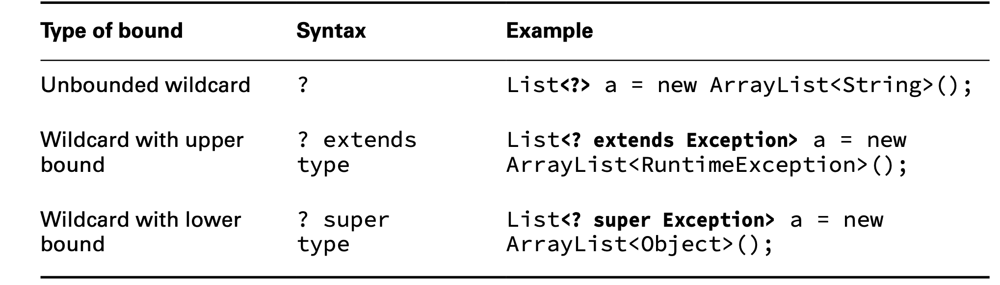 Type of bound Syntax Example
Unbounded wildcard ? List<?> a = new ArrayList<String>();
Wildcard with upper bound ? extends type List<? extends Exception> a = new ArrayList<RuntimeException>();
Wildcard with lower bound ? super type List<? super Exception> a = new ArrayList<Object>();